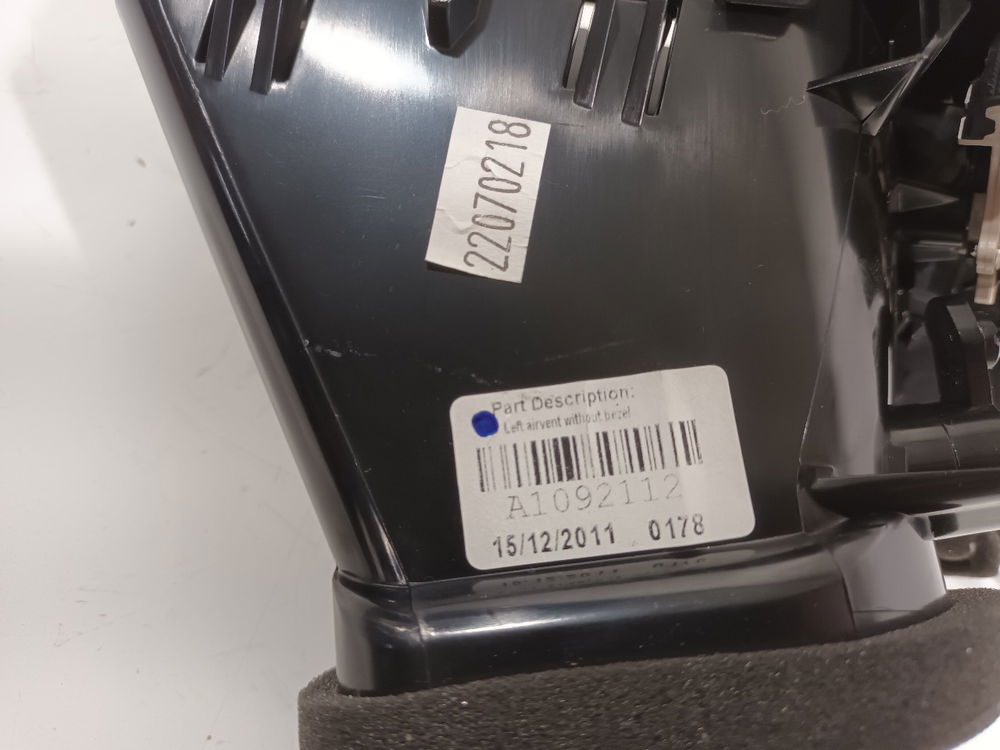 22070218
Part Description:
Left airvent without bezel
A1092112
15/12/2011 0178